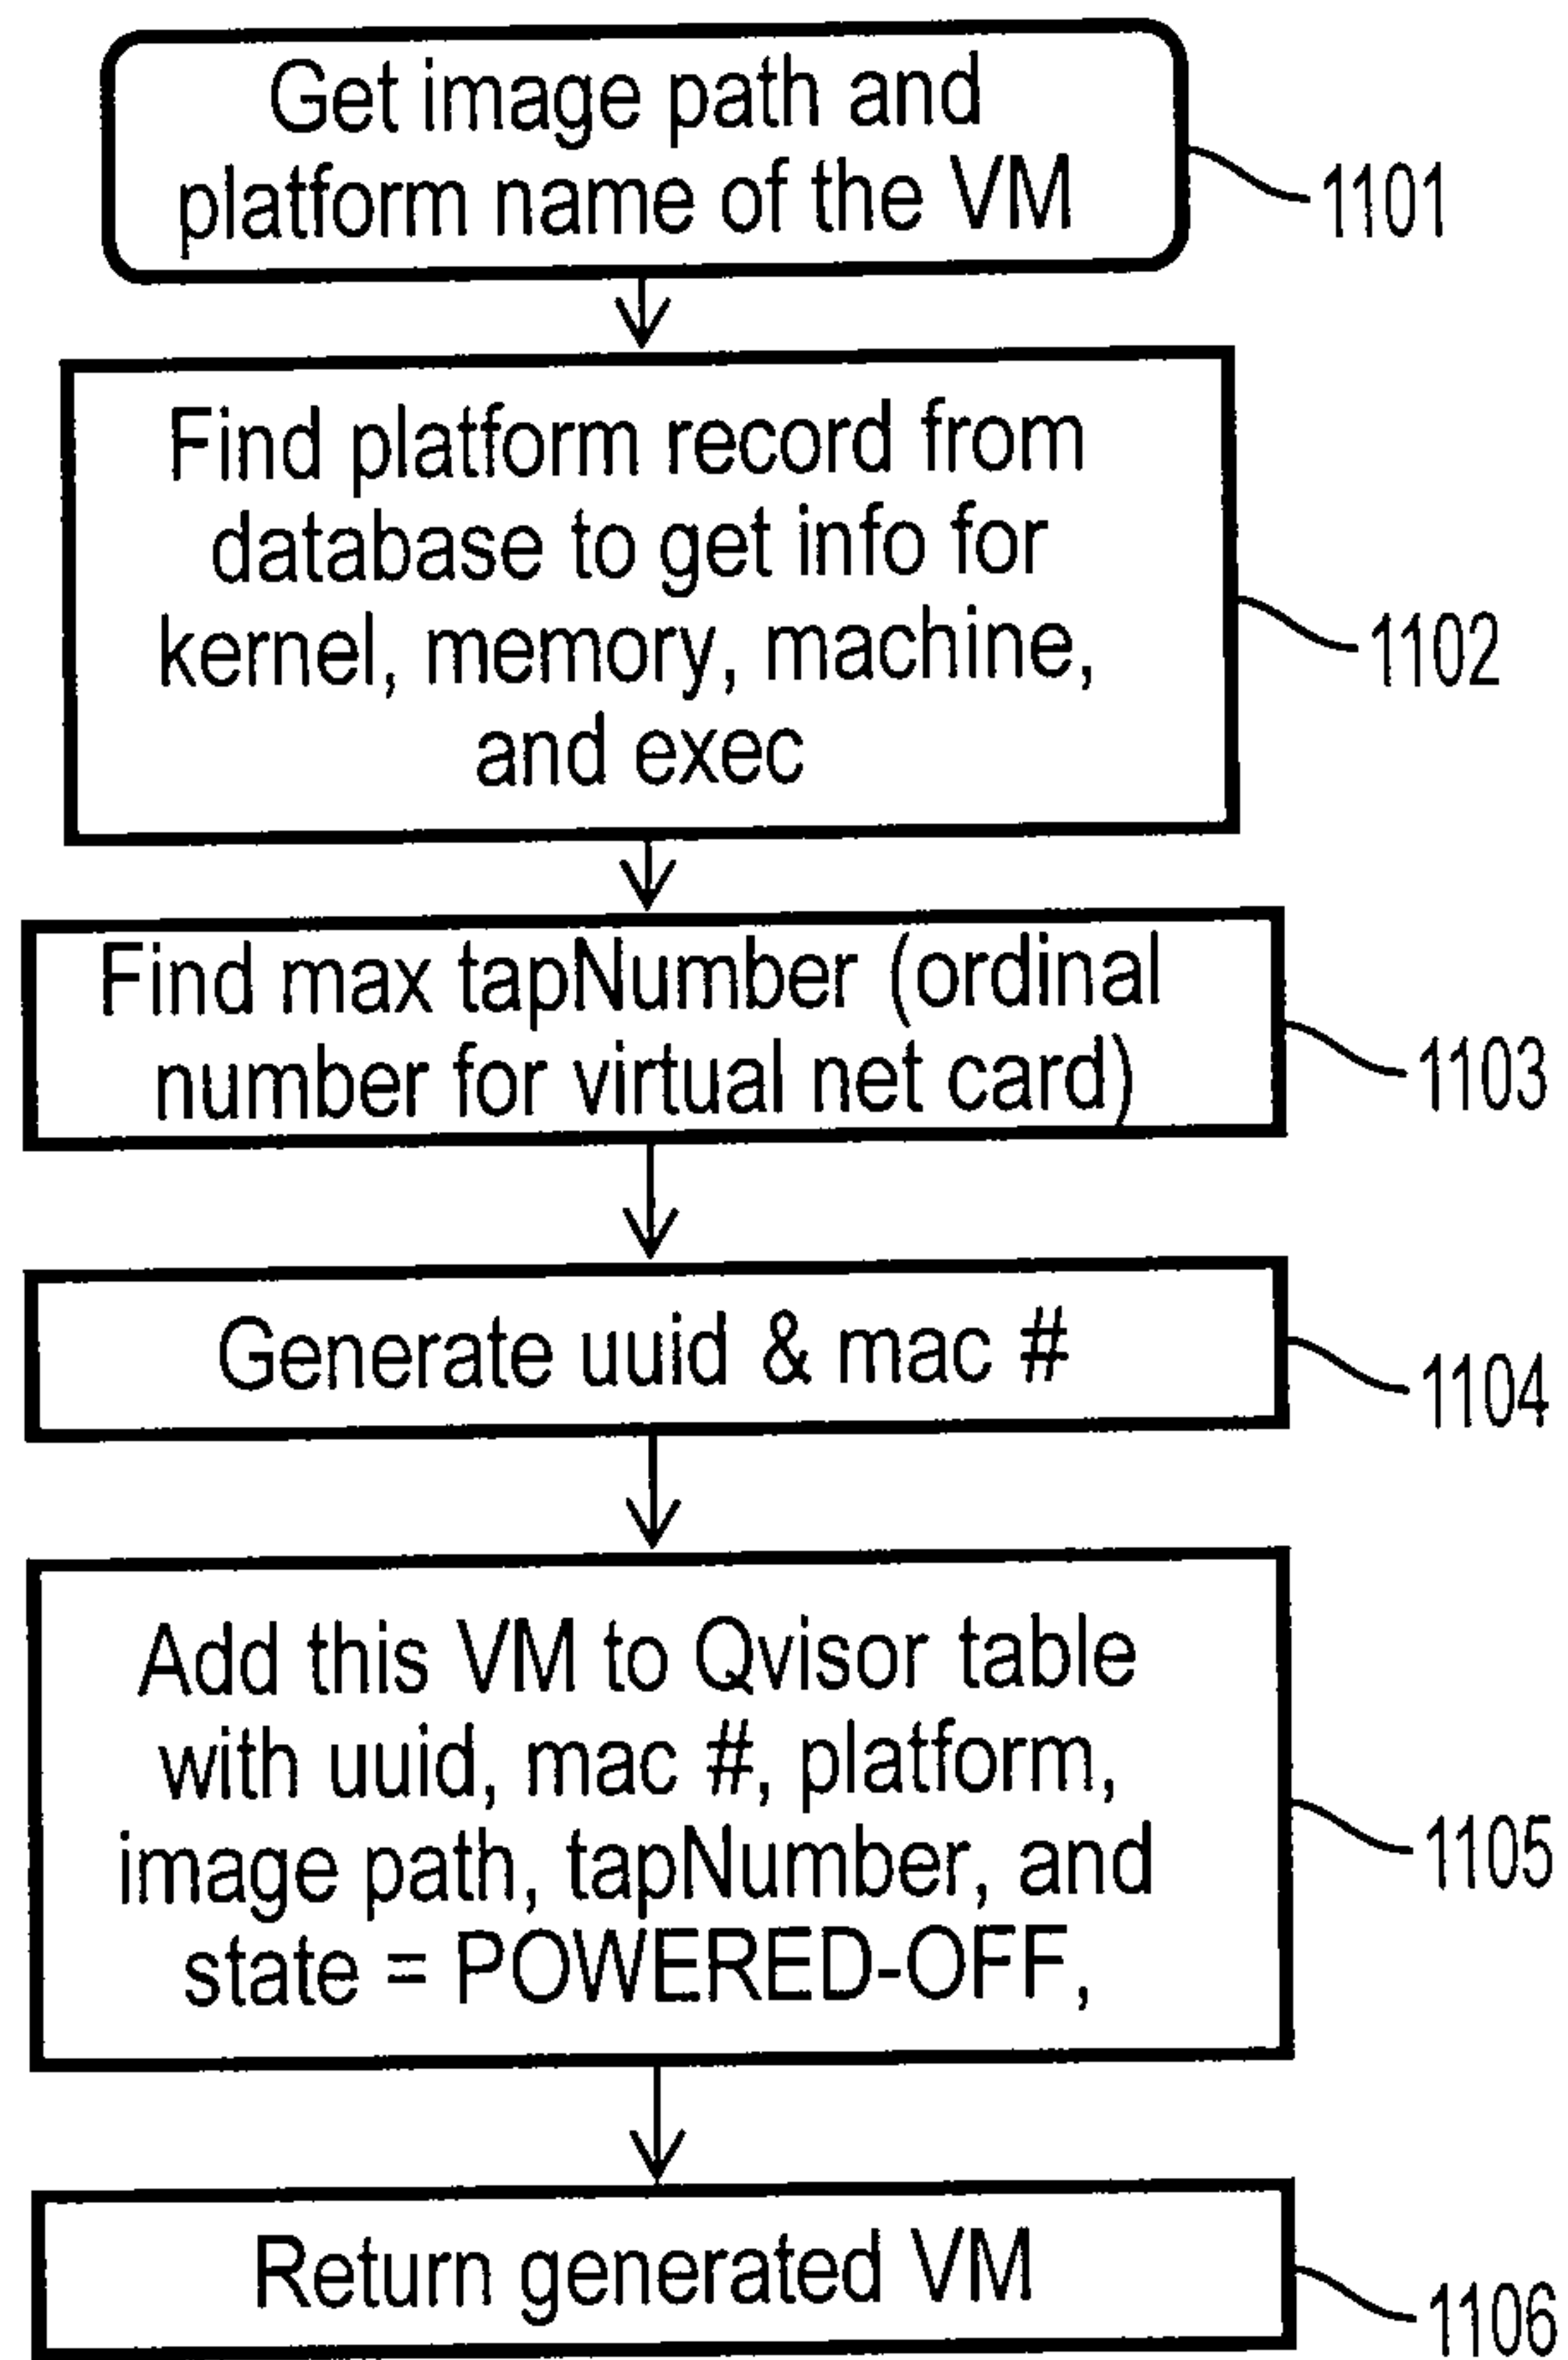 Get image path and
platform name of the VM
1101
Find platform record from
database to get info for
kernel, memory, machine,
and exec
1102
Find max tapNumber (ordinal
number for virtual net card)
1103
Generate uuid & mac #
1104
Add this VM to Qvisor table
with uuid, mac #, platform,
image path, tapNumber, and
state = POWERED-OFF,
1105
Return generated VM
1106